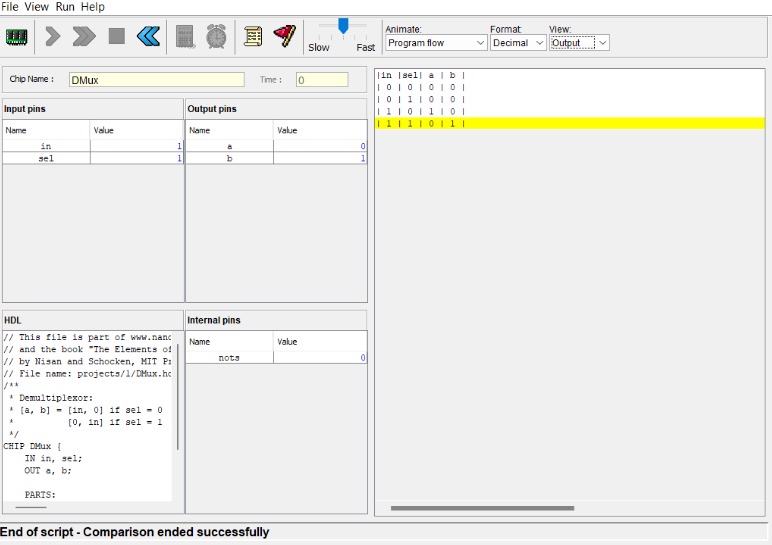 File View Run Help
Animate: Format: View:
Slow Fast Program flow Decimal Output
Chip Name : DMux Time : 0
Input pins
Name Value
in 1
sel 1
Output pins
Name Value
a 0
b 1
|in |sel| a | b |
| 0 | 0 | 0 | 0 |
| 0 | 1 | 0 | 0 |
| 1 | 0 | 1 | 0 |
| 1 | 1 | 0 | 1 |
HDL
// This file is part of www.nand
// and the book "The Elements of
// by Nisan and Schocken, MIT Pr
// File name: projects/1/DMux.hd
/**
* Demultiplexor:
* [a, b] = [in, 0] if sel = 0
* [0, in] if sel = 1
*/
CHIP DMux {
IN in, sel;
OUT a, b;
PARTS:
Internal pins
Name Value
nots 0
End of script - Comparison ended successfully